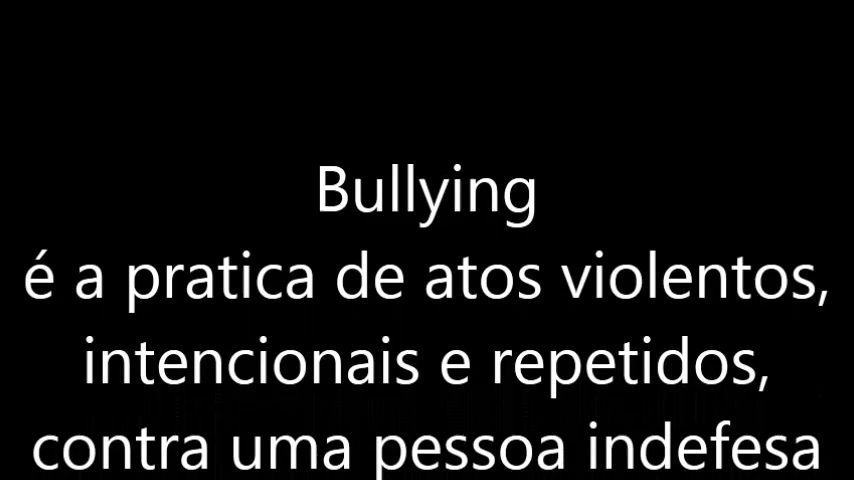 Bullying
é a pratica de atos violentos,
intencionais e repetidos,
contra uma pessoa indefesa